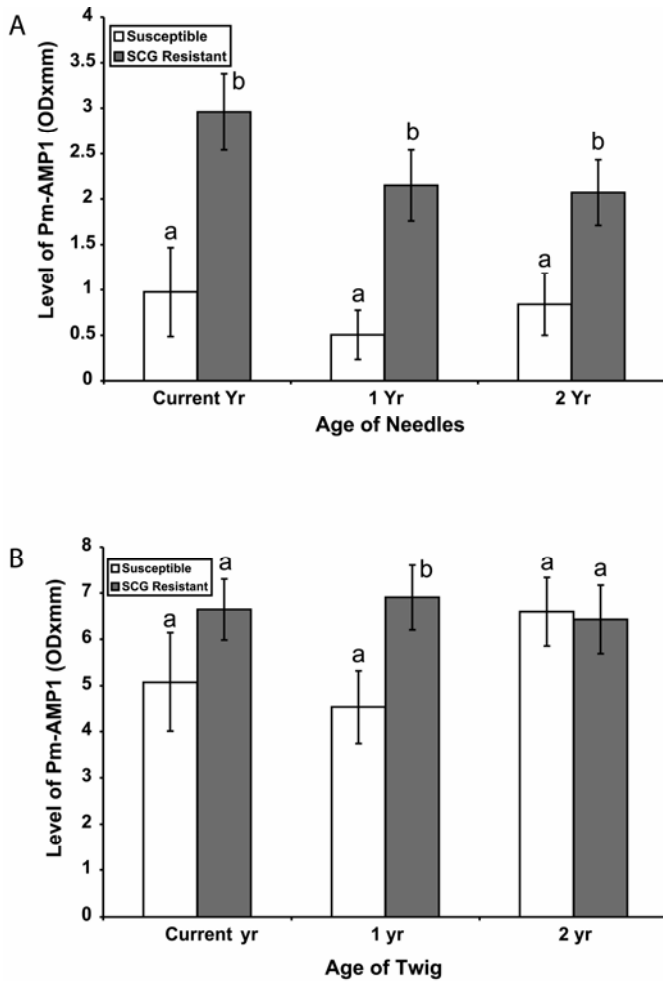 A
Susceptible
SCG Resistant
Level of Pm-AMP1 (ODxmm)
4
3.5
3
2.5
2
1.5
1
0.5
0
a
b
a
b
a
b
Current Yr
1 Yr
2 Yr
Age of Needles
B
Susceptible
SCG Resistant
Level of Pm-AMP1 (ODxmm)
8
7
6
5
4
3
2
1
0
a
a
a
b
a
a
Current yr
1 yr
2 yr
Age of Twig